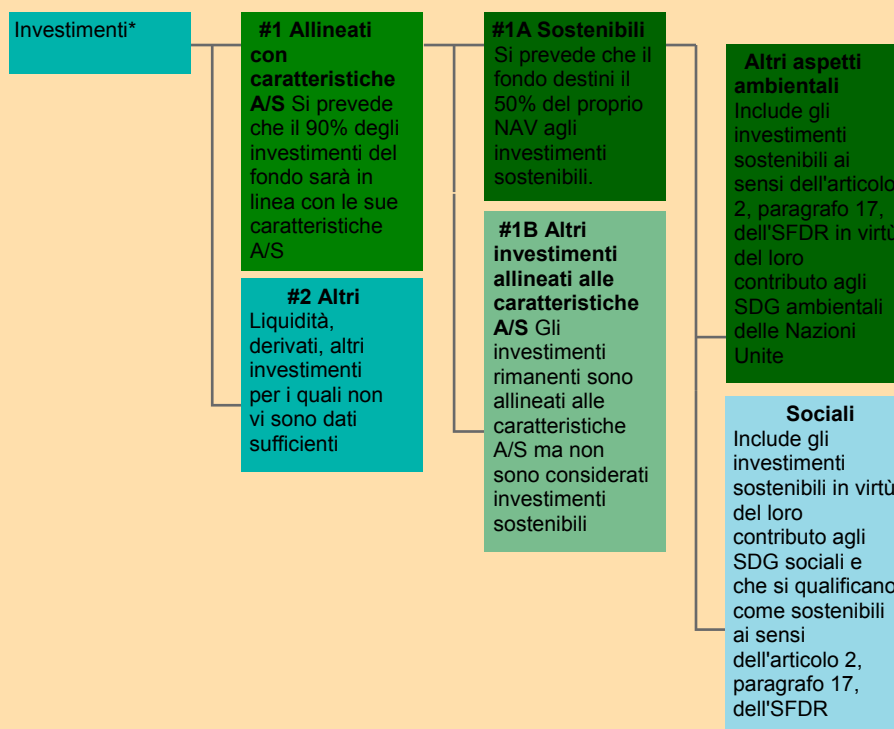 Investimenti*
#1 Allineati
con
caratteristiche
A/S Si prevede
che il 90% degli
investimenti del
fondo sarà in
linea con le sue
caratteristiche
A/S
#2 Altri
Liquidità,
derivati, altri
investimenti
per i quali non
vi sono dati
sufficienti
#1A Sostenibili
Si prevede che il
fondo destini il
50% del proprio
NAV agli
investimenti
sostenibili.
#1B Altri
investimenti
allineati alle
caratteristiche
A/S Gli
investimenti
rimanenti sono
allineati alle
caratteristiche
A/S ma non
sono considerati
investimenti
sostenibili
Altri aspetti
ambientali
Include gli
investimenti
sostenibili ai
sensi dell'articolo
2, paragrafo 17,
dell'SFDR in virtù
del loro
contributo agli
SDG ambientali
delle Nazioni
Unite
Sociali
Include gli
investimenti
sostenibili in virtù
del loro
contributo agli
SDG sociali e
che si qualificano
come sostenibili
ai sensi
dell'articolo 2,
paragrafo 17,
dell'SFDR